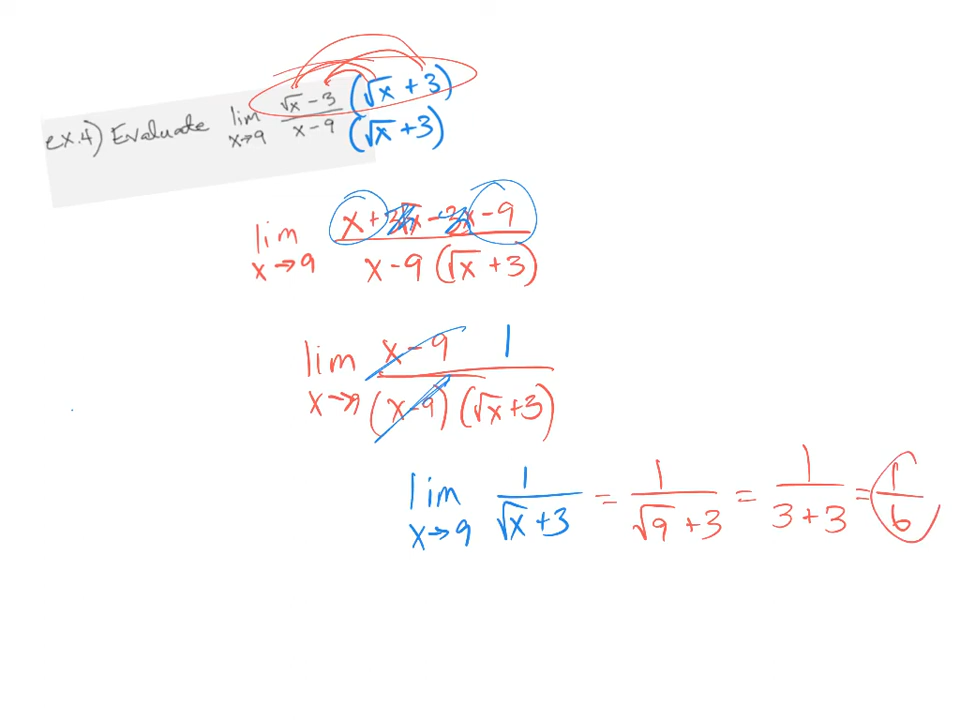 ex.4) Evaluate lim x→9 (√x − 3)/(x − 9) (√x + 3)/(√x + 3)
lim x→9 (x + 3√x − 3√x − 9)/(x − 9 (√x + 3))
lim x→9 (x − 9 1)/((x − 9)(√x + 3))
lim x→9 1/(√x + 3) = 1/(√9 + 3) = 1/(3 + 3) = 1/6